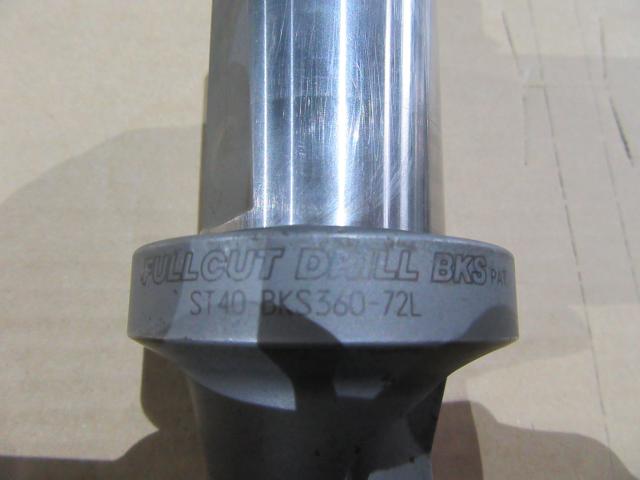 FULLCUT DRILL BKS PAT.
ST40-BKS360-72L